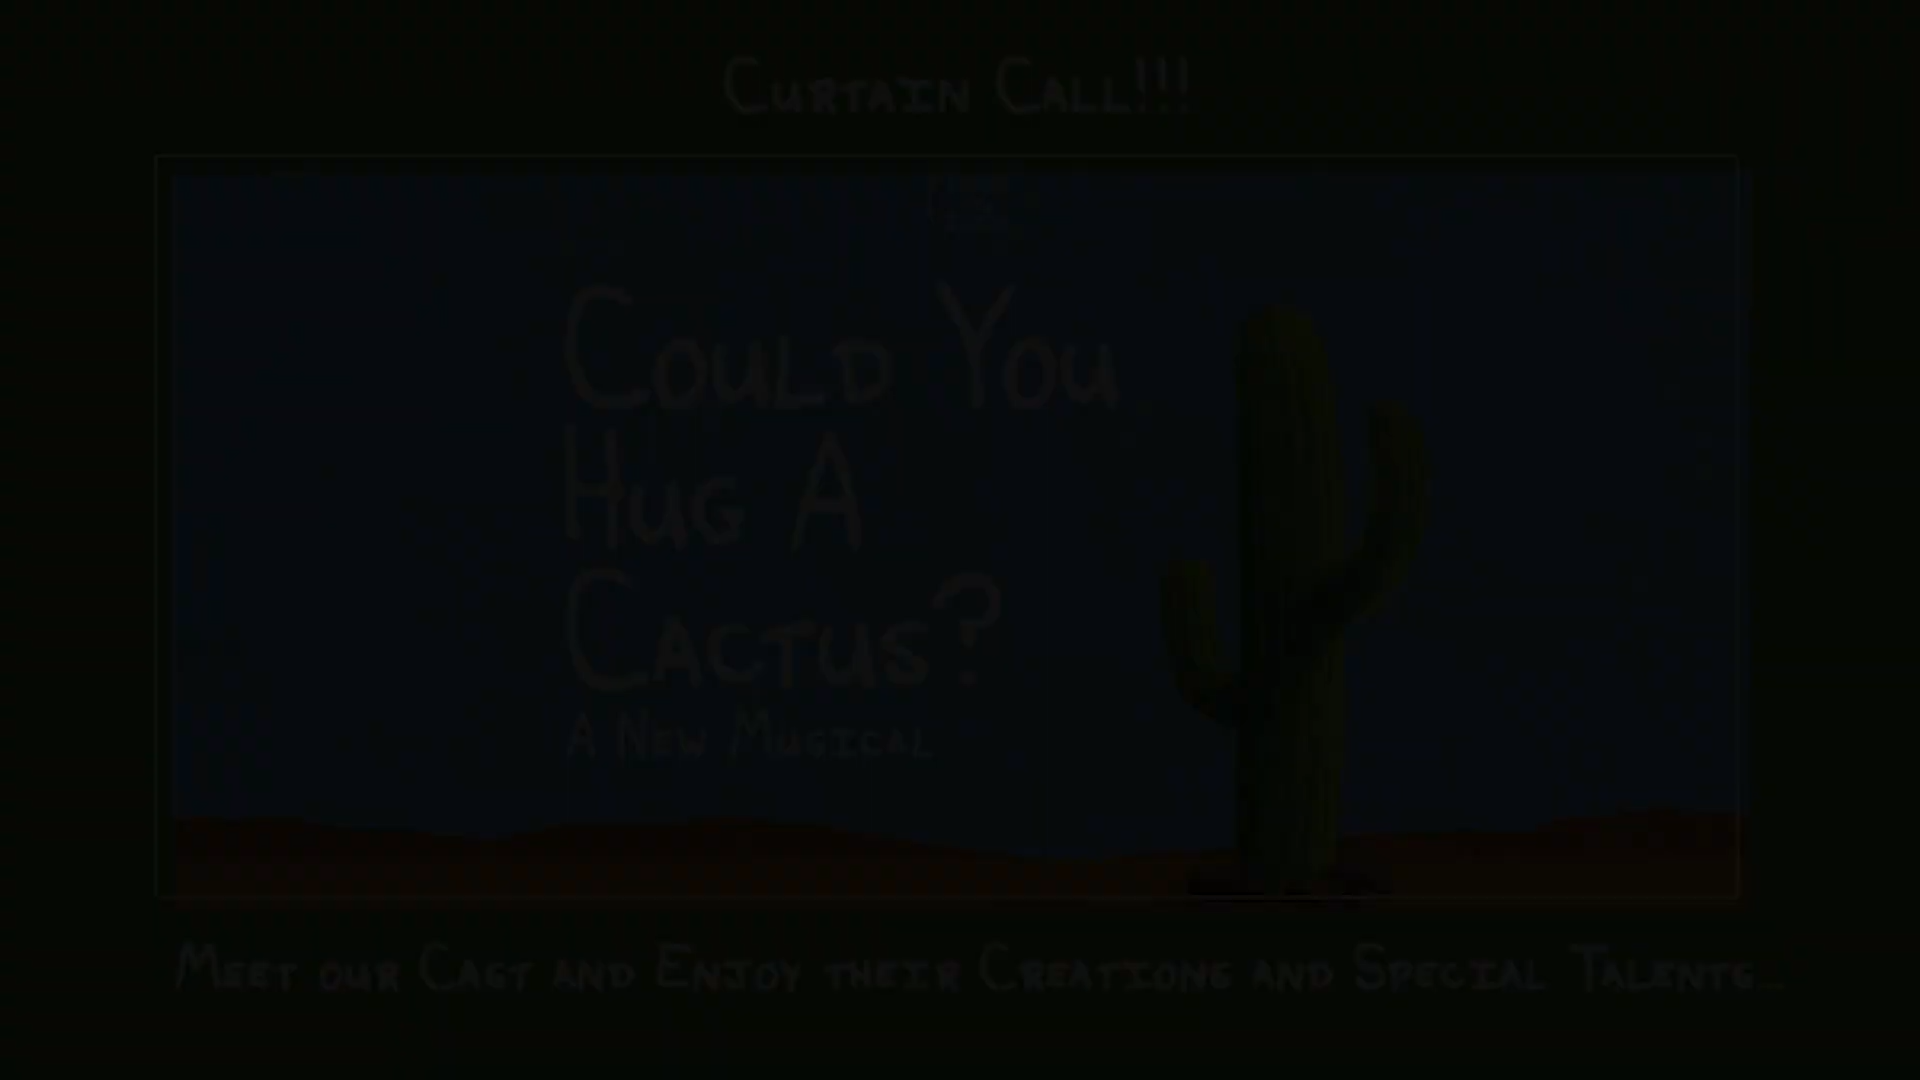 Curtain Call!!!
Could You
Hug A
Cactus?
A New Musical
Meet our Cast and Enjoy their Creations and Special Talents...